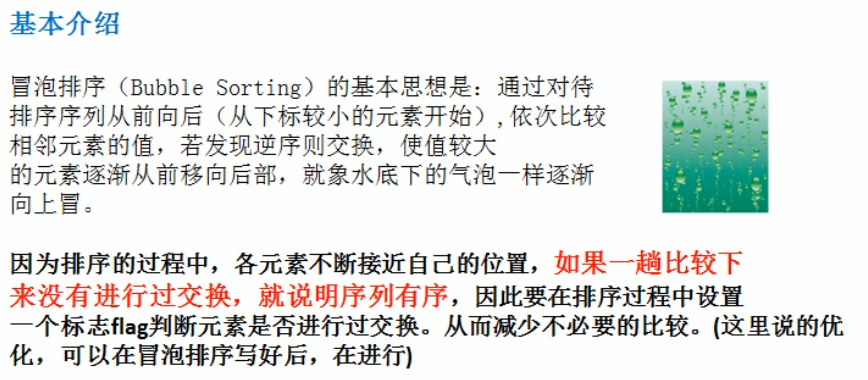 基本介绍
冒泡排序（Bubble Sorting）的基本思想是：通过对待
排序序列从前向后（从下标较小的元素开始）,依次比较
相邻元素的值，若发现逆序则交换，使值较大
的元素逐渐从前移向后部，就象水底下的气泡一样逐渐
向上冒。
因为排序的过程中，各元素不断接近自己的位置，如果一趟比较下
来没有进行过交换，就说明序列有序，因此要在排序过程中设置
一个标志flag判断元素是否进行过交换。从而减少不必要的比较。(这里说的优
化，可以在冒泡排序写好后，在进行)